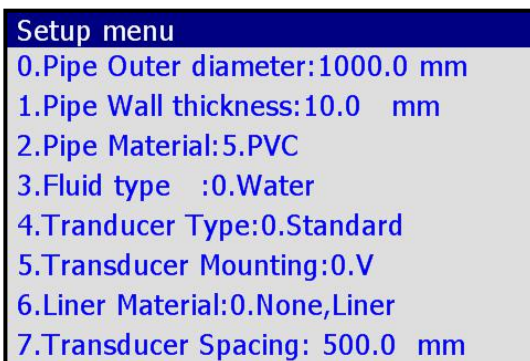 Setup menu
0.Pipe Outer diameter:1000.0 mm
1.Pipe Wall thickness:10.0 mm
2.Pipe Material:5.PVC
3.Fluid type :0.Water
4.Tranducer Type:0.Standard
5.Transducer Mounting:0.V
6.Liner Material:0.None,Liner
7.Transducer Spacing: 500.0 mm